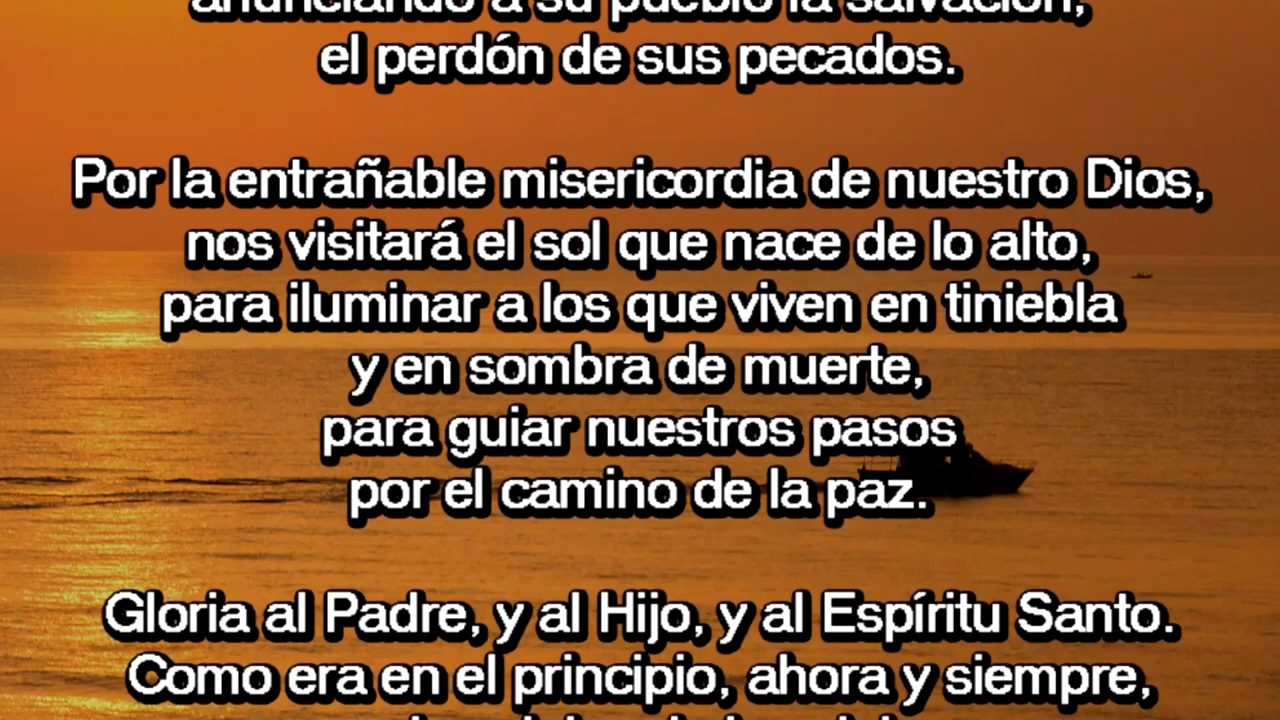 anunciando a su pueblo la salvación,
el perdón de sus pecados.
Por la entrañable misericordia de nuestro Dios,
nos visitará el sol que nace de lo alto,
para iluminar a los que viven en tiniebla
y en sombra de muerte,
para guiar nuestros pasos
por el camino de la paz.
Gloria al Padre, y al Hijo, y al Espíritu Santo.
Como era en el principio, ahora y siempre,